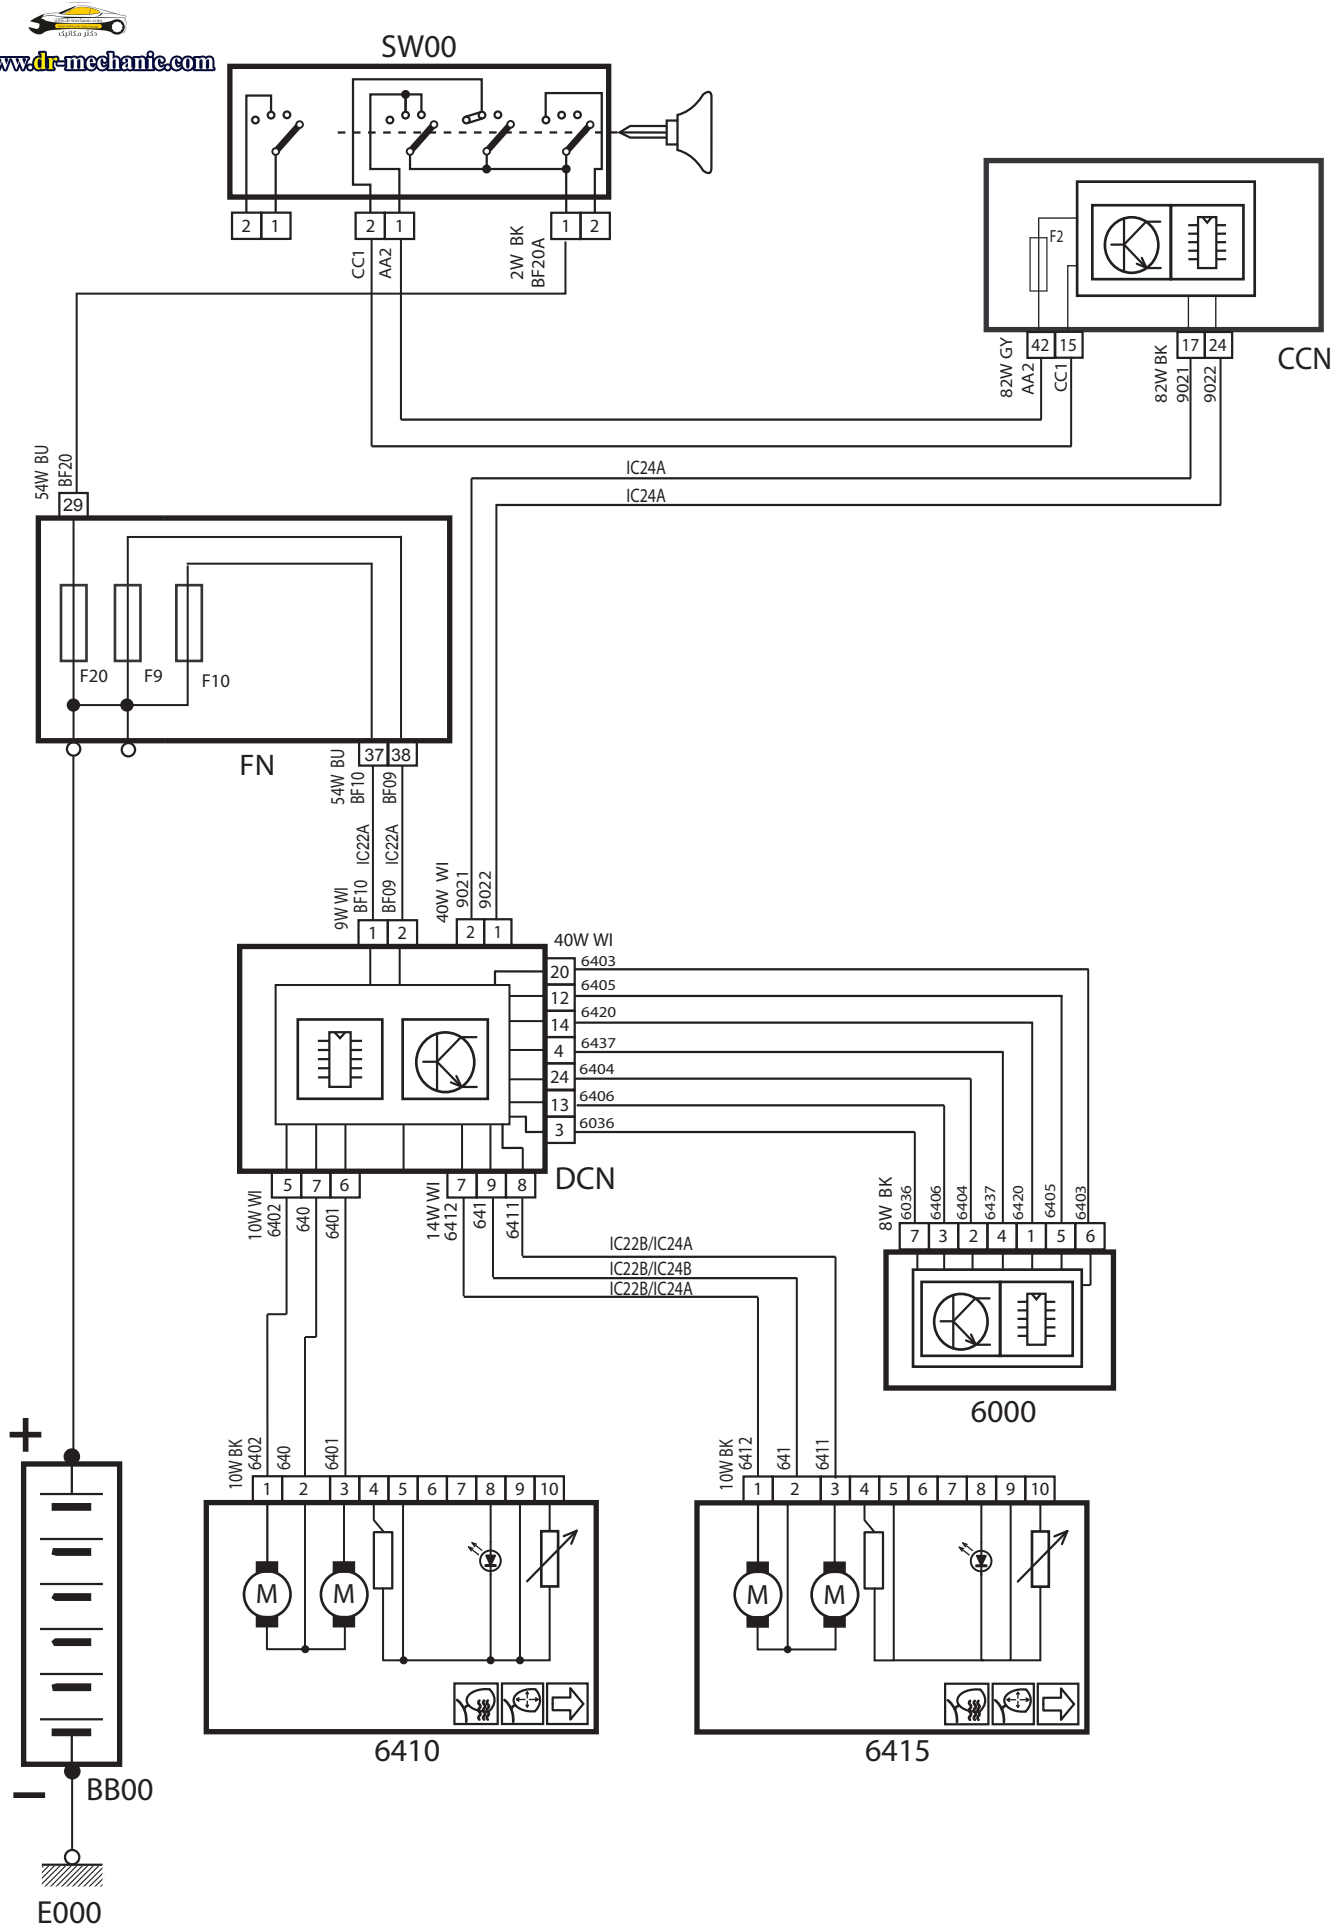 دکتر مکانیک
www.dr-mechanic.com
SW00
2 1
2 1
1 2
CC1
AA2
2W BK
BF20A
F2
42 15
17 24
CCN
82W GY
AA2
CC1
82W BK
9021
9022
IC24A
IC24A
54W BU
BF20
29
F20
F9
F10
FN
37 38
54W BU
BF10
BF09
IC22A
IC22A
9W WI
BF10
BF09
40W WI
9021
9022
1 2
2 1
40W WI
20 6403
12 6405
14 6420
4 6437
24 6404
13 6406
3 6036
DCN
5 7 6
7 9 8
10W WI
6402
640
6401
14W WI
6412
641
6411
IC22B/IC24A
IC22B/IC24B
IC22B/IC24A
8W BK
6036
6406
6404
6437
6420
6405
6403
7 3 2 4 1 5 6
6000
+
10W BK
6402
640
6401
1 2 3 4 5 6 7 8 9 10
M M
6410
10W BK
6412
641
6411
1 2 3 4 5 6 7 8 9 10
M M
6415
–
BB00
E000